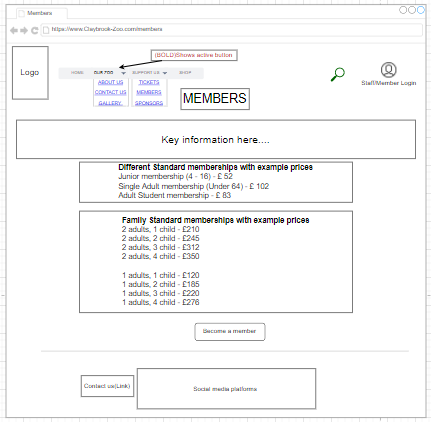 Members
https://www.Claybrook-Zoo.com/members
(BOLD)Shows active button
Logo
HOME OUR ZOO SUPPORT US SHOP
ABOUT US TICKETS
CONTACT US MEMBERS
GALLERY SPONSORS
Staff/Member Login
MEMBERS
Key information here....
Different Standard memberships with example prices
Junior membership (4 - 16) - £ 52
Single Adult membership (Under 64) - £ 102
Adult Student membership - £ 83
Family Standard memberships with example prices
2 adults, 1 child - £210
2 adults, 2 child - £245
2 adults, 3 child - £312
2 adults, 4 child - £350
1 adults, 1 child - £120
1 adults, 2 child - £185
1 adults, 3 child - £220
1 adults, 4 child - £276
Become a member
Contact us(Link)
Social media platforms